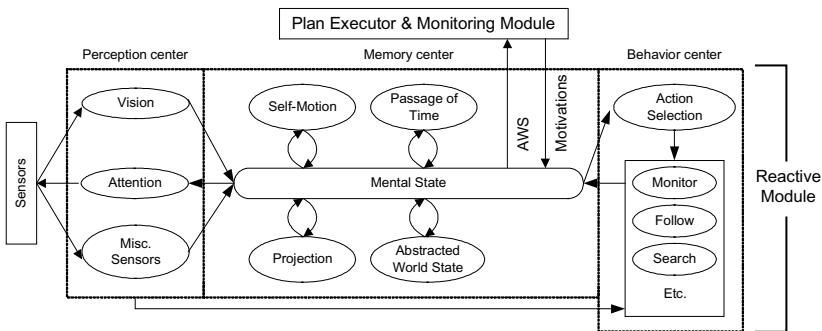 Plan Executor & Monitoring Module
Perception center
Memory center
Behavior center
Vision
Self-Motion
Passage of
Time
AWS
Motivations
Action
Selection
Sensors
Attention
Mental State
Monitor
Reactive
Module
Follow
Misc.
Sensors
Projection
Abstracted
World State
Search
Etc.